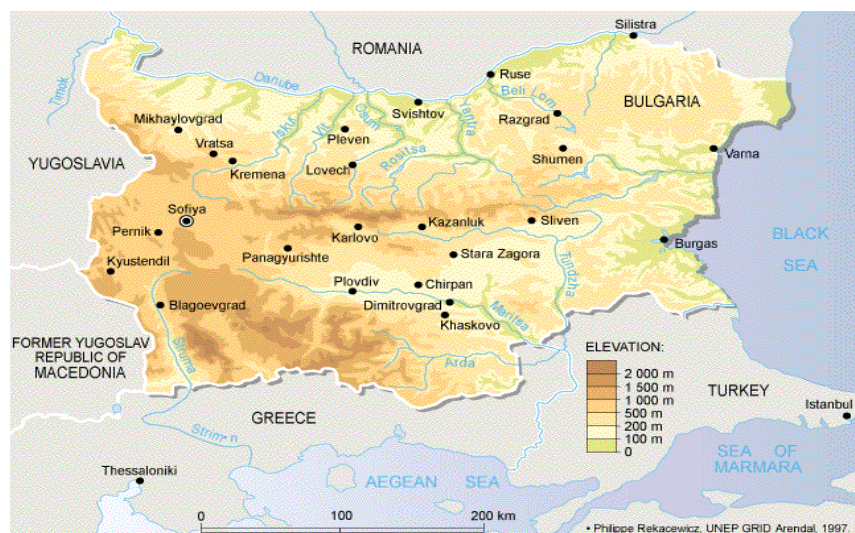 Silistra
ROMANIA
Ruse
Danube
Timok
Beli Lom
BULGARIA
Svishtov
Yantra
Razgrad
Iskur
Vit
Osum
Mikhaylovgrad
Pleven
Vratsa
Rositsa
Shumen
Varna
YUGOSLAVIA
Kremena
Lovech
Sofiya
Kazanluk
Sliven
Pernik
Karlovo
BLACK
SEA
Burgas
Kyustendil
Panagyurishte
Stara Zagora
Tundzha
Plovdiv
Chirpan
Blagoevgrad
Dimitrovgrad
Maritsa
Khaskovo
FORMER YUGOSLAV
REPUBLIC OF
MACEDONIA
Struma
Arda
ELEVATION:
2 000 m
1 500 m
1 000 m
500 m
200 m
100 m
0
TURKEY
Istanbul
GREECE
SEA OF
MARMARA
Thessaloniki
AEGEAN SEA
0 100 200 km
• Philippe Rekacewicz, UNEP GRID Arendal, 1997.